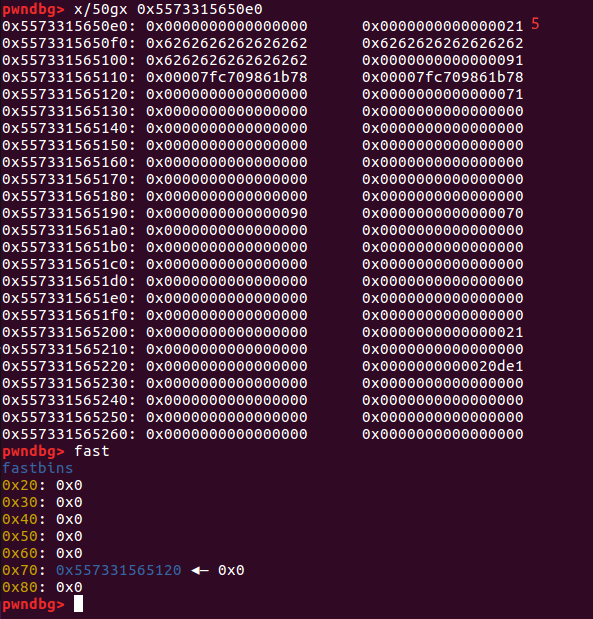 pwndbg> x/50gx 0x5573315650e0
0x5573315650e0: 0x0000000000000000 0x0000000000000021 5
0x5573315650f0: 0x6262626262626262 0x6262626262626262
0x557331565100: 0x6262626262626262 0x0000000000000091
0x557331565110: 0x00007fc709861b78 0x00007fc709861b78
0x557331565120: 0x0000000000000000 0x0000000000000071
0x557331565130: 0x0000000000000000 0x0000000000000000
0x557331565140: 0x0000000000000000 0x0000000000000000
0x557331565150: 0x0000000000000000 0x0000000000000000
0x557331565160: 0x0000000000000000 0x0000000000000000
0x557331565170: 0x0000000000000000 0x0000000000000000
0x557331565180: 0x0000000000000000 0x0000000000000000
0x557331565190: 0x0000000000000090 0x0000000000000070
0x5573315651a0: 0x0000000000000000 0x0000000000000000
0x5573315651b0: 0x0000000000000000 0x0000000000000000
0x5573315651c0: 0x0000000000000000 0x0000000000000000
0x5573315651d0: 0x0000000000000000 0x0000000000000000
0x5573315651e0: 0x0000000000000000 0x0000000000000000
0x5573315651f0: 0x0000000000000000 0x0000000000000000
0x557331565200: 0x0000000000000000 0x0000000000000021
0x557331565210: 0x0000000000000000 0x0000000000000000
0x557331565220: 0x0000000000000000 0x0000000000020de1
0x557331565230: 0x0000000000000000 0x0000000000000000
0x557331565240: 0x0000000000000000 0x0000000000000000
0x557331565250: 0x0000000000000000 0x0000000000000000
0x557331565260: 0x0000000000000000 0x0000000000000000
pwndbg> fast
fastbins
0x20: 0x0
0x30: 0x0
0x40: 0x0
0x50: 0x0
0x60: 0x0
0x70: 0x557331565120 ◂— 0x0
0x80: 0x0
pwndbg>